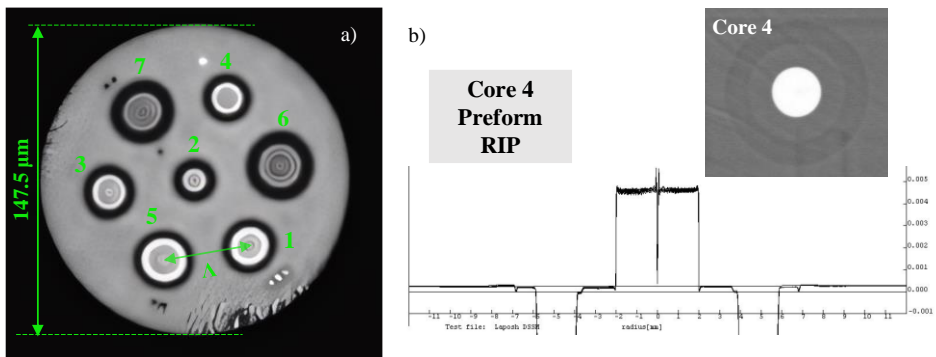 a)
7
4
6
2
3
5
1
Λ
147.5 µm
b)
Core 4
Preform
RIP
Core 4
0.005
0.004
0.003
0.002
0.001
0.000
-0.001
-11 -10 -9 -8 -7 -6 -5 -4 -3 -2 -1 0 1 2 3 4 5 6 7 8 9 10 11
Test file: Laposh DSSH radius[mm]